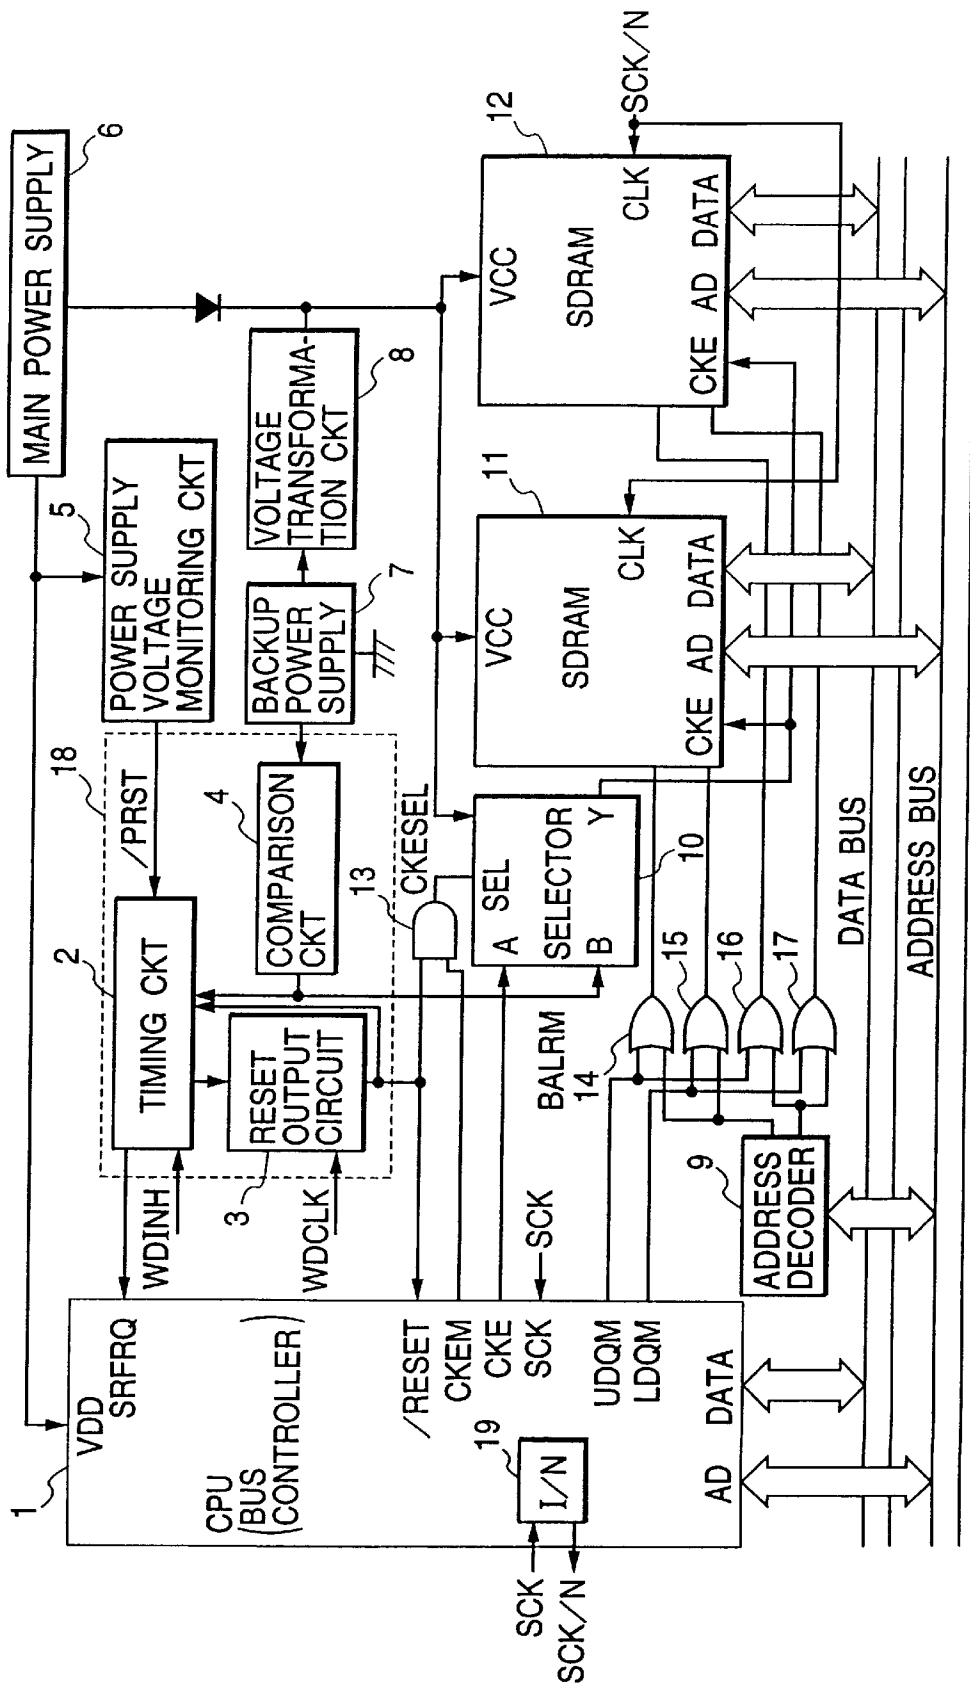 MAIN POWER SUPPLY
6
5
POWER SUPPLY
VOLTAGE
MONITORING CKT
VOLTAGE
TRANSFORMA-
TION CKT
8
BACKUP
POWER
SUPPLY
7
18
/PRST
2
TIMING CKT
4
COMPARISON
CKT
RESET
OUTPUT
CIRCUIT
3
WDINH
WDCLK
1
VDD
SRFRQ
CPU
(BUS
CONTROLLER)
/RESET
CKEM
CKE
SCK
UDQM
LDQM
AD
DATA
19
I/N
SCK
SCK/N
SCK
13
CKESEL
A
SEL
SELECTOR
B
Y
10
BALRM
14
15
16
17
9
ADDRESS
DECODER
11
VCC
SDRAM
CLK
CKE
AD
DATA
12
VCC
SDRAM
CLK
CKE
AD
DATA
SCK/N
DATA BUS
ADDRESS BUS